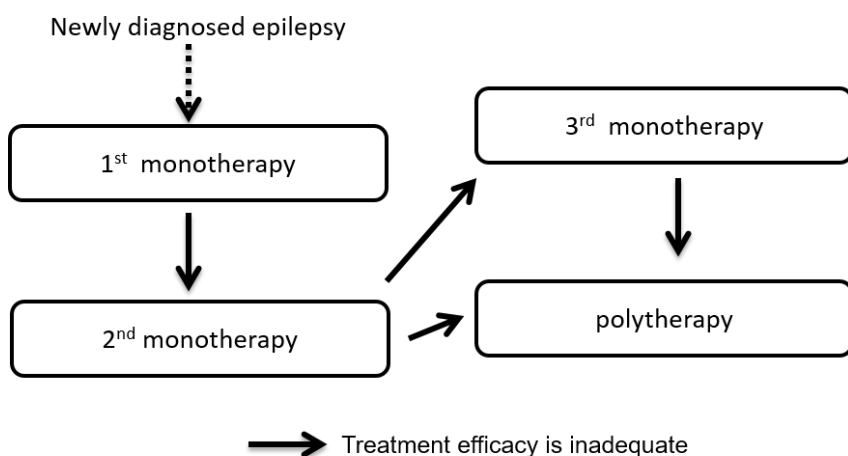 Newly diagnosed epilepsy
1st monotherapy
2nd monotherapy
3rd monotherapy
polytherapy
Treatment efficacy is inadequate